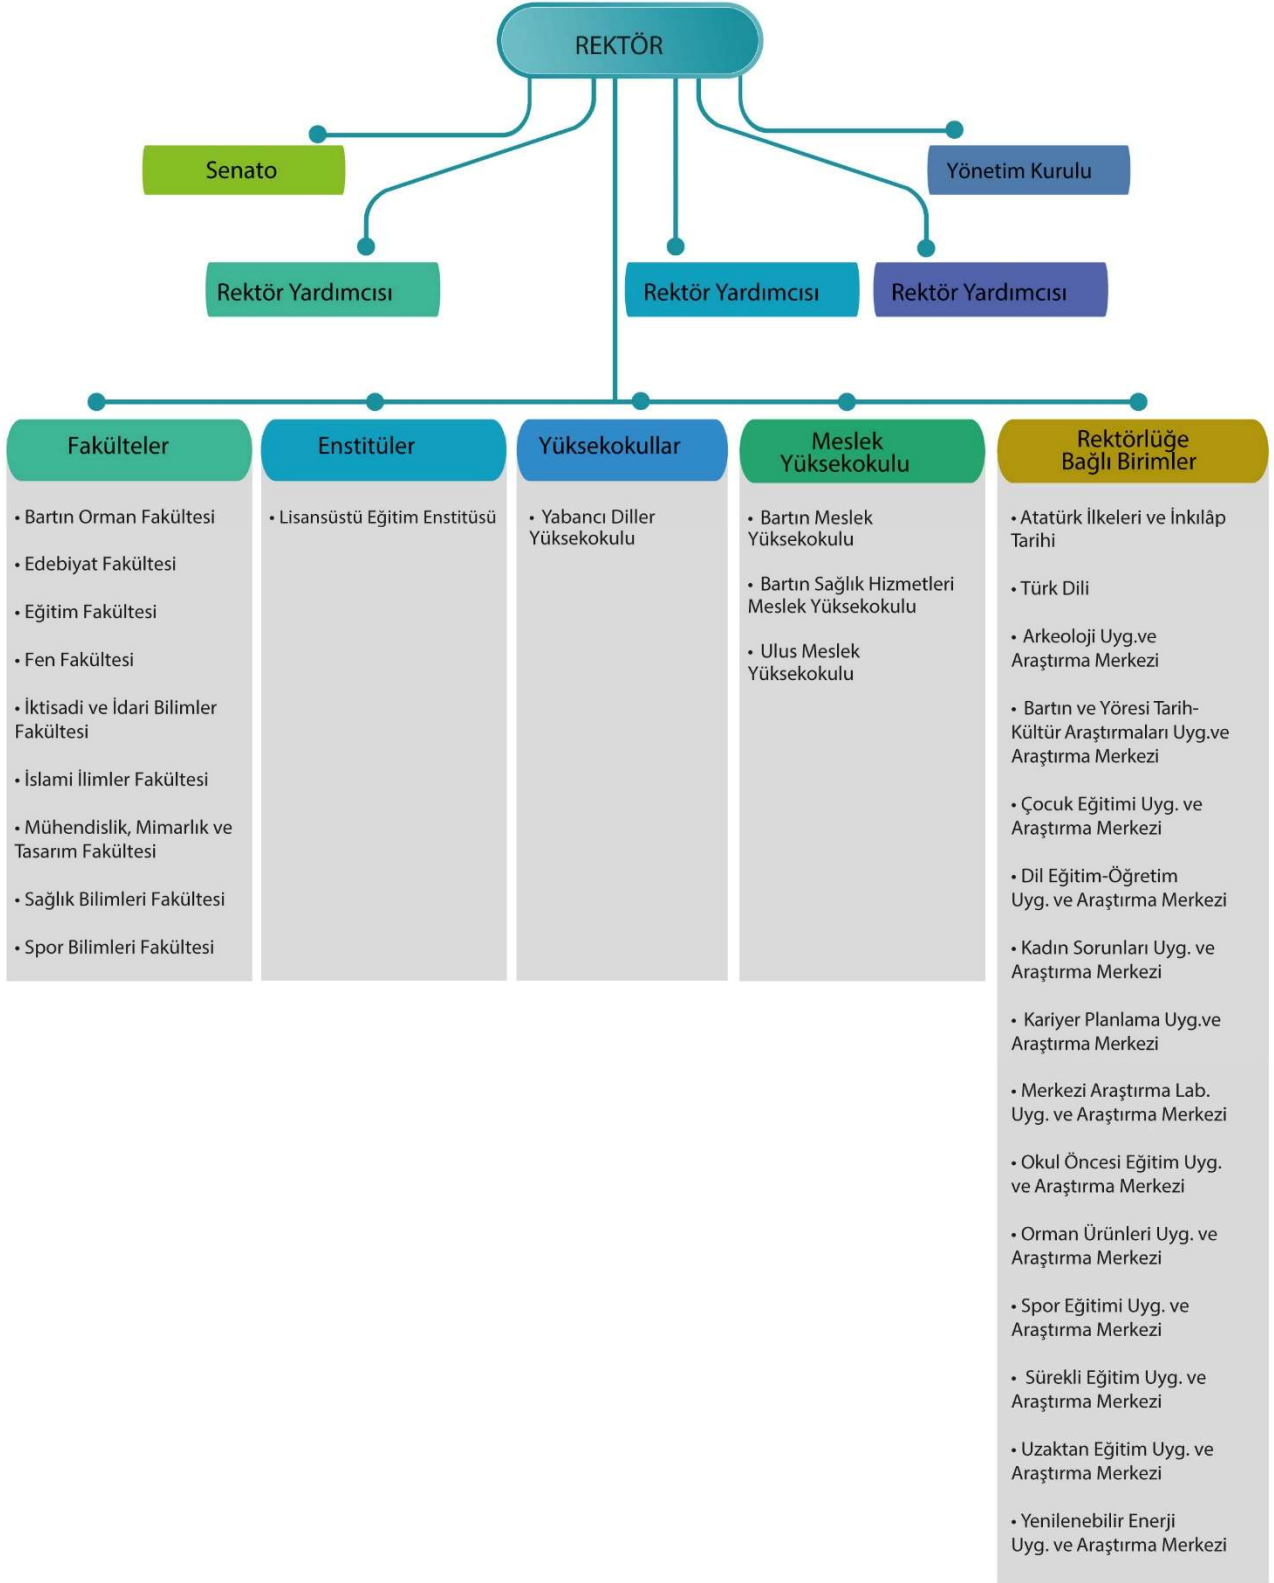 REKTÖR
Senato
Yönetim Kurulu
Rektör Yardımcısı
Rektör Yardımcısı
Rektör Yardımcısı
Fakülteler
• Bartın Orman Fakültesi
• Edebiyat Fakültesi
• Eğitim Fakültesi
• Fen Fakültesi
• İktisadi ve İdari Bilimler
Fakültesi
• İslami İlimler Fakültesi
• Mühendislik, Mimarlık ve
Tasarım Fakültesi
• Sağlık Bilimleri Fakültesi
• Spor Bilimleri Fakültesi
Enstitüler
• Lisansüstü Eğitim Enstitüsü
Yüksekokullar
• Yabancı Diller
Yüksekokulu
Meslek
Yüksekokulu
• Bartın Meslek
Yüksekokulu
• Bartın Sağlık Hizmetleri
Meslek Yüksekokulu
• Ulus Meslek
Yüksekokulu
Rektörlüğe
Bağlı Birimler
• Atatürk İlkeleri ve İnkılâp
Tarihi
• Türk Dili
• Arkeoloji Uyg.ve
Araştırma Merkezi
• Bartın ve Yöresi Tarih-
Kültür Araştırmaları Uyg.ve
Araştırma Merkezi
• Çocuk Eğitimi Uyg. ve
Araştırma Merkezi
• Dil Eğitim-Öğretim
Uyg. ve Araştırma Merkezi
• Kadın Sorunları Uyg. ve
Araştırma Merkezi
• Kariyer Planlama Uyg.ve
Araştırma Merkezi
• Merkezi Araştırma Lab.
Uyg. ve Araştırma Merkezi
• Okul Öncesi Eğitim Uyg.
ve Araştırma Merkezi
• Orman Ürünleri Uyg. ve
Araştırma Merkezi
• Spor Eğitimi Uyg. ve
Araştırma Merkezi
• Sürekli Eğitim Uyg. ve
Araştırma Merkezi
• Uzaktan Eğitim Uyg. ve
Araştırma Merkezi
• Yenilenebilir Enerji
Uyg. ve Araştırma Merkezi